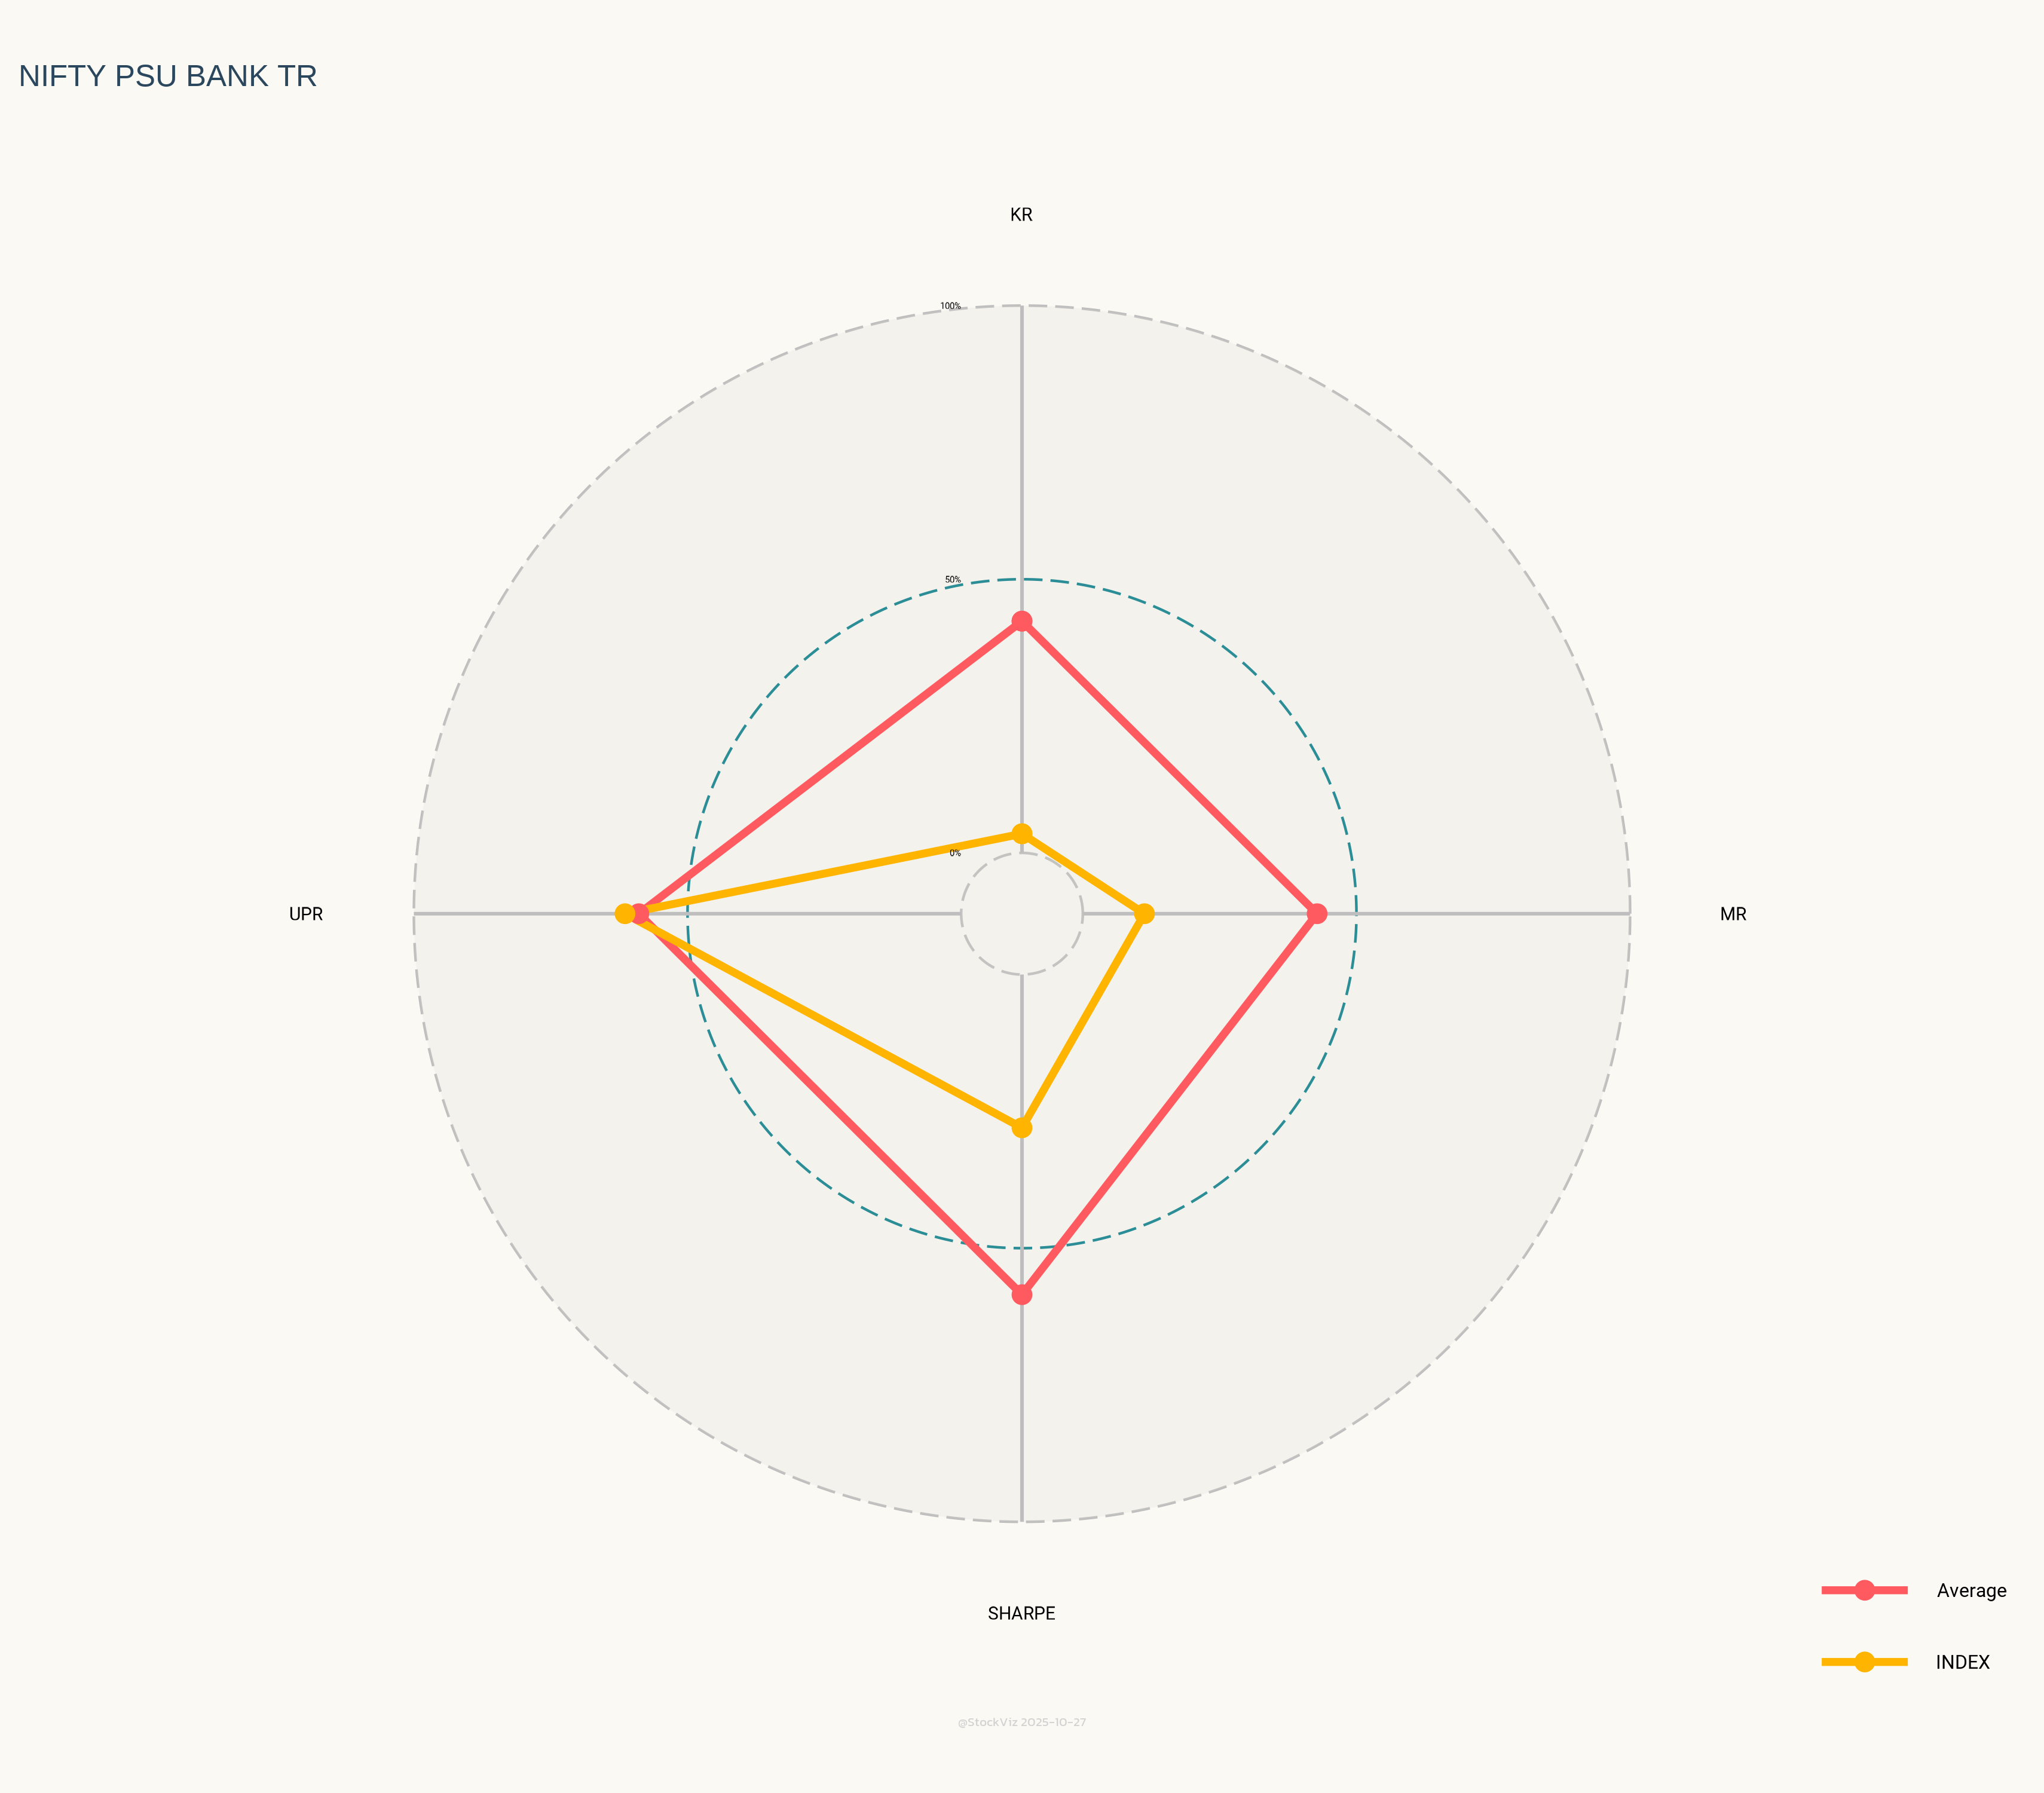 NIFTY PSU BANK TR
KR
100%
50%
0%
UPR
MR
SHARPE
Average
INDEX
@StockViz 2025-10-27